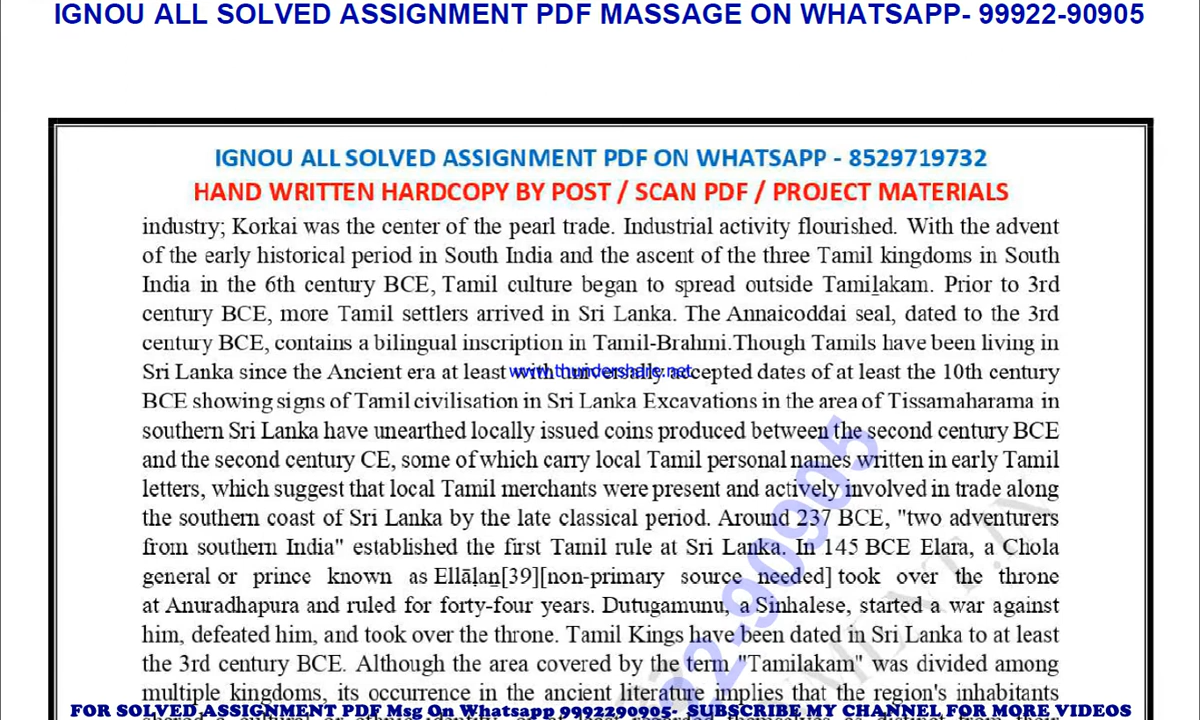 IGNOU ALL SOLVED ASSIGNMENT PDF MASSAGE ON WHATSAPP- 99922-90905
IGNOU ALL SOLVED ASSIGNMENT PDF ON WHATSAPP - 8529719732
HAND WRITTEN HARDCOPY BY POST / SCAN PDF / PROJECT MATERIALS
industry; Korkai was the center of the pearl trade. Industrial activity flourished. With the advent
of the early historical period in South India and the ascent of the three Tamil kingdoms in South
India in the 6th century BCE, Tamil culture began to spread outside Tamiḻakam. Prior to 3rd
century BCE, more Tamil settlers arrived in Sri Lanka. The Annaicoddai seal, dated to the 3rd
century BCE, contains a bilingual inscription in Tamil-Brahmi.Though Tamils have been living in
Sri Lanka since the Ancient era at least with universally accepted dates of at least the 10th century
www.thundershare.net
BCE showing signs of Tamil civilisation in Sri Lanka Excavations in the area of Tissamaharama in
southern Sri Lanka have unearthed locally issued coins produced between the second century BCE
and the second century CE, some of which carry local Tamil personal names written in early Tamil
letters, which suggest that local Tamil merchants were present and actively involved in trade along
the southern coast of Sri Lanka by the late classical period. Around 237 BCE, "two adventurers
from southern India" established the first Tamil rule at Sri Lanka. In 145 BCE Elara, a Chola
general or prince known as Ellāḷaṉ[39][non-primary source needed] took over the throne
at Anuradhapura and ruled for forty-four years. Dutugamunu, a Sinhalese, started a war against
him, defeated him, and took over the throne. Tamil Kings have been dated in Sri Lanka to at least
the 3rd century BCE. Although the area covered by the term "Tamilakam" was divided among
multiple kingdoms, its occurrence in the ancient literature implies that the region's inhabitants
22-90905
FOR SOLVED ASSIGNMENT PDF Msg On Whatsapp 9992290905- SUBSCRIBE MY CHANNEL FOR MORE VIDEOS